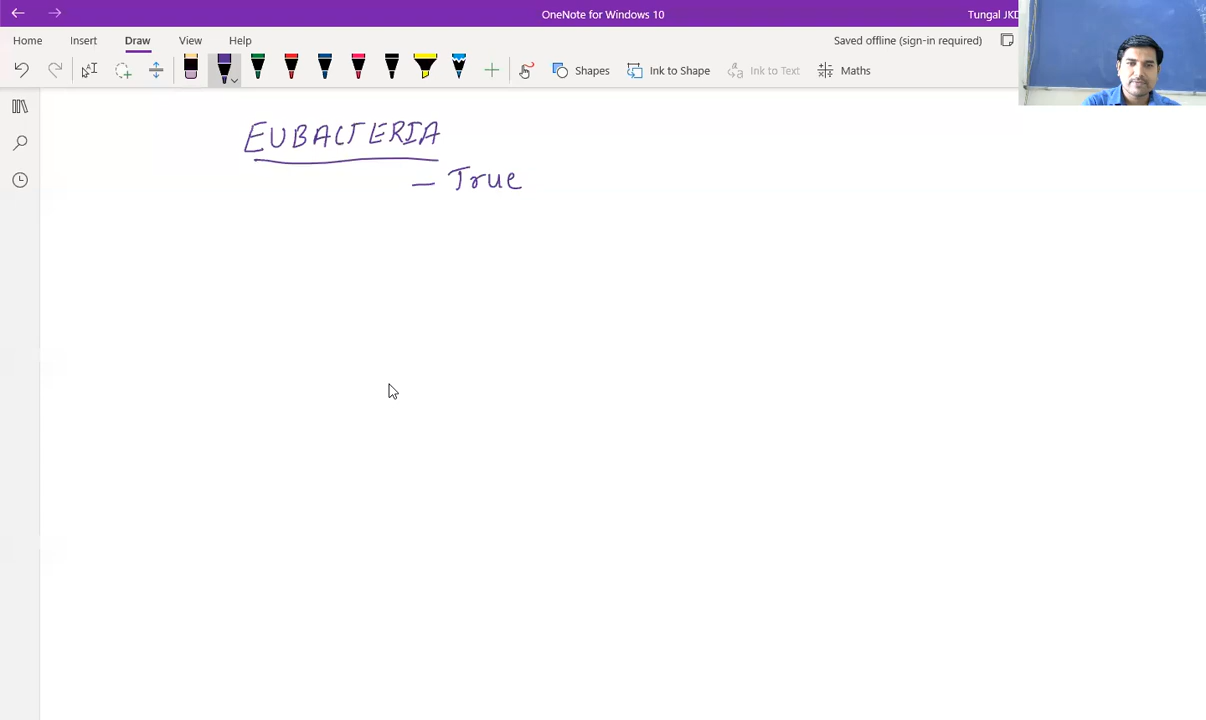 OneNote for Windows 10
Tungal JKD
Home Insert Draw View Help
Saved offline (sign-in required)
Shapes Ink to Shape Ink to Text Maths
EUBACTERIA
– True